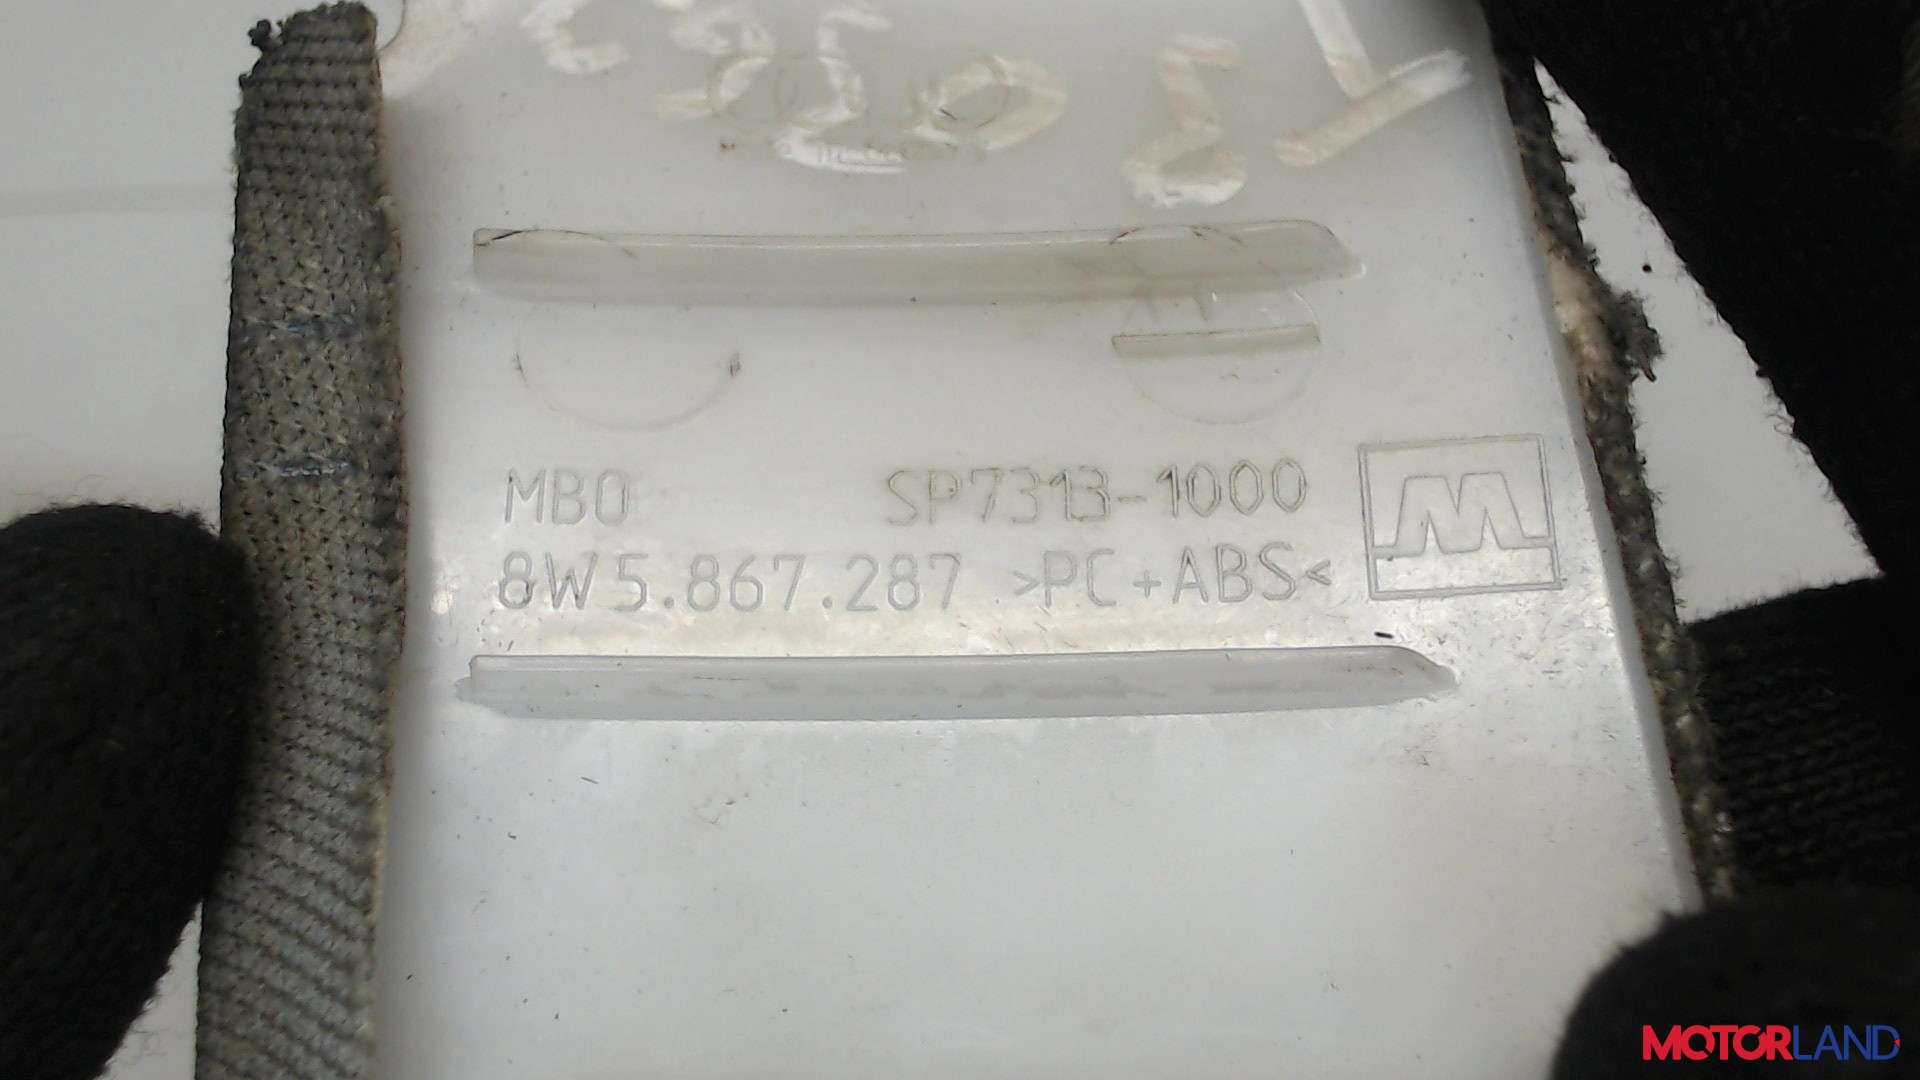 MBO SP7313-1000
8W5.867.287 >PC+ABS<
MOTORLAND